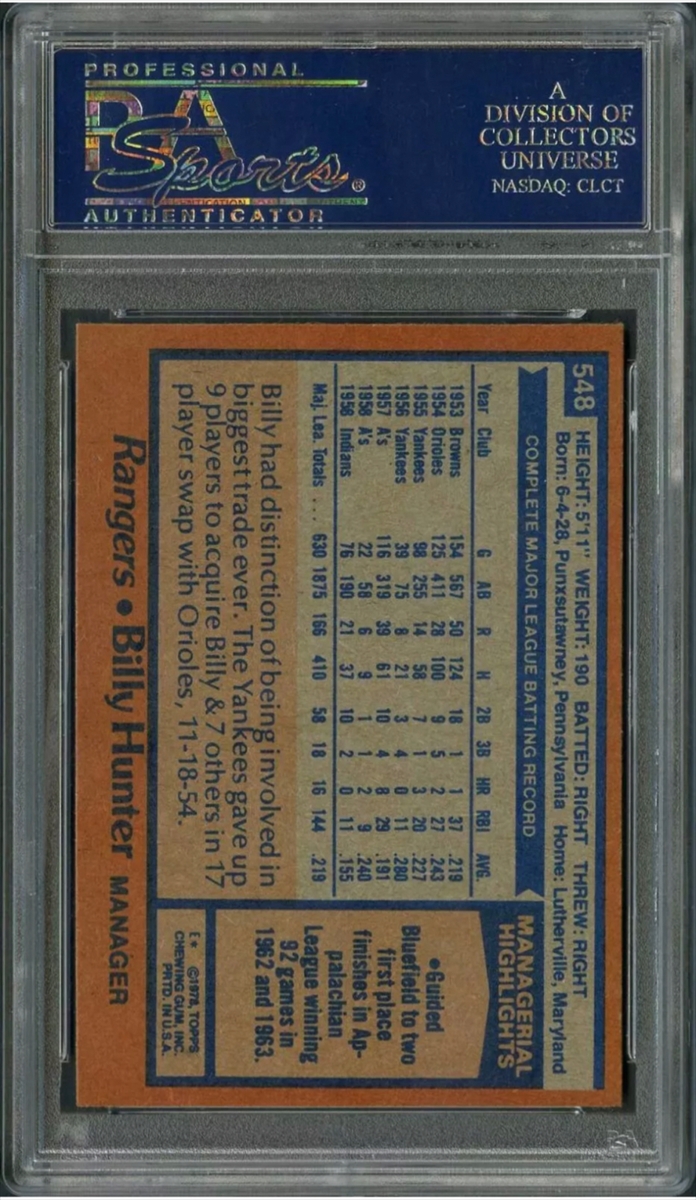 PROFESSIONAL
PSA
Sports®
AUTHENTICATOR
A
DIVISION OF
COLLECTORS
UNIVERSE
NASDAQ: CLCT
548
HEIGHT: 5'11" WEIGHT: 190 BATTED: RIGHT THREW: RIGHT
Born: 6-4-28, Punxsutawney, Pennsylvania Home: Lutherville, Maryland
COMPLETE MAJOR LEAGUE BATTING RECORD
Year Club G AB R H 2B 3B HR RBI AVG.
1953 Browns 154 567 50 124 18 1 1 37 .219
1954 Orioles 125 411 28 100 9 5 2 27 .243
1955 Yankees 98 255 14 58 7 1 3 20 .227
1956 Yankees 39 75 8 21 3 4 0 11 .280
1957 A's 116 319 39 61 10 4 8 29 .191
1958 A's 22 58 6 9 1 1 2 9 .240
1958 Indians 76 190 21 37 10 2 0 11 .155
Maj. Lea. Totals ... 630 1875 166 410 58 18 16 144 .219
Billy had distinction of being involved in
biggest trade ever. The Yankees gave up
9 players to acquire Billy & 7 others in 17
player swap with Orioles, 11-18-54.
MANAGERIAL
HIGHLIGHTS
•Guided
Bluefield to two
first place
finishes in Ap-
palachian
League winning
92 games in
1962 and 1963.
E* ©1978, TOPPS
CHEWING GUM, INC.
PRTD. IN U.S.A.
Rangers • Billy Hunter MANAGER